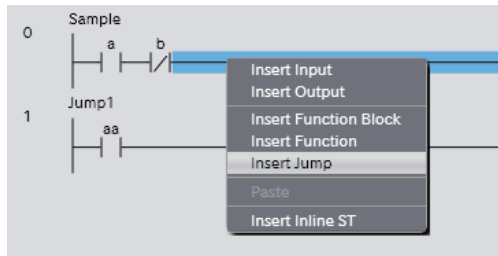 0
Sample
a b
Insert Input
Insert Output
Insert Function Block
Insert Function
Insert Jump
Paste
Insert Inline ST
1
Jump1
aa